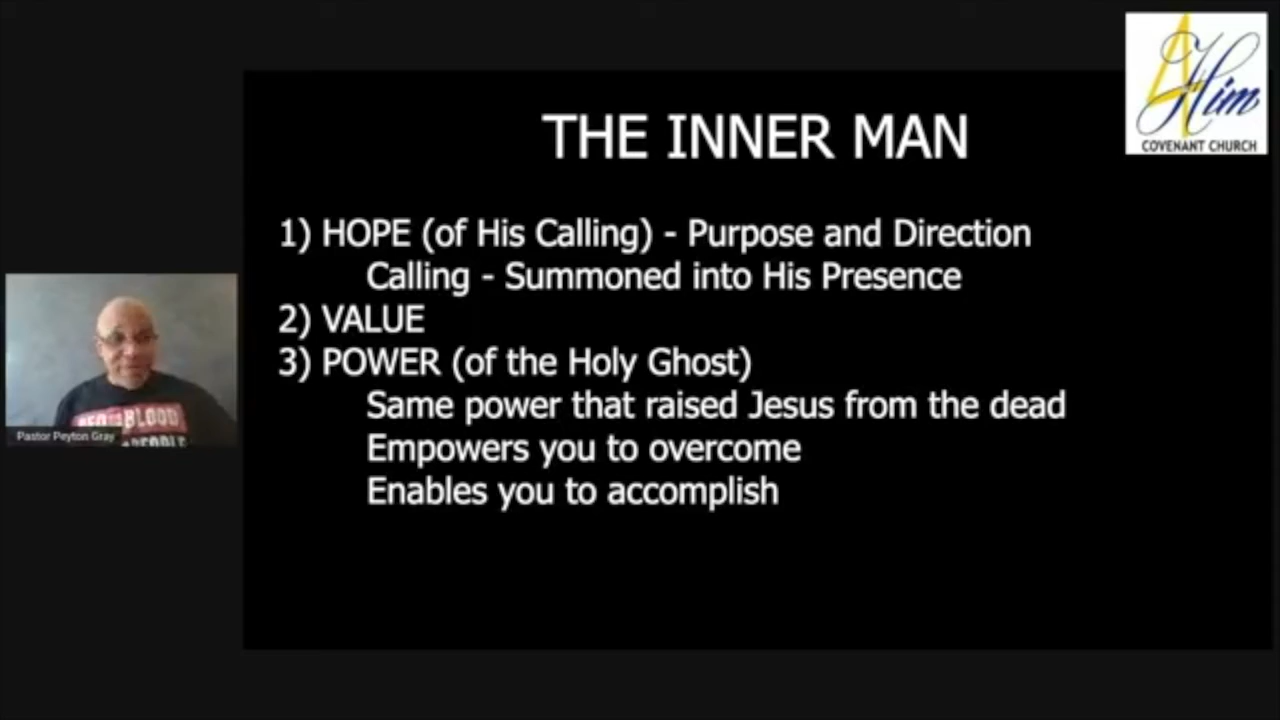 4
Him
COVENANT CHURCH
THE INNER MAN
1) HOPE (of His Calling) - Purpose and Direction
Calling - Summoned into His Presence
2) VALUE
3) POWER (of the Holy Ghost)
Same power that raised Jesus from the dead
Empowers you to overcome
Enables you to accomplish
BLOOD
Pastor Peyton Gray